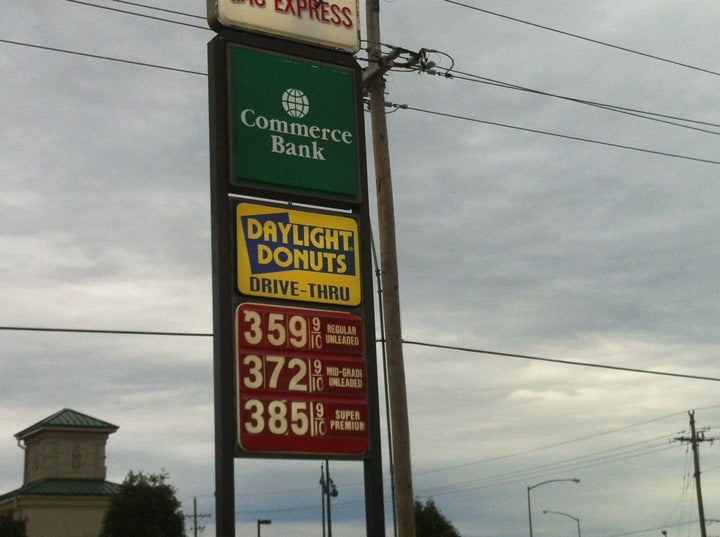 EXPRESS
Commerce
Bank
DAYLIGHT
DONUTS
DRIVE-THRU
359 9/10 REGULAR
UNLEADED
372 9/10 MID-GRADE
UNLEADED
385 9/10 SUPER
PREMIUM